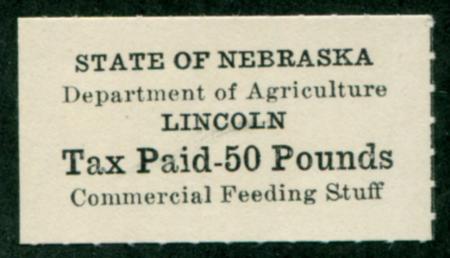 STATE OF NEBRASKA
Department of Agriculture
LINCOLN
Tax Paid-50 Pounds
Commercial Feeding Stuff